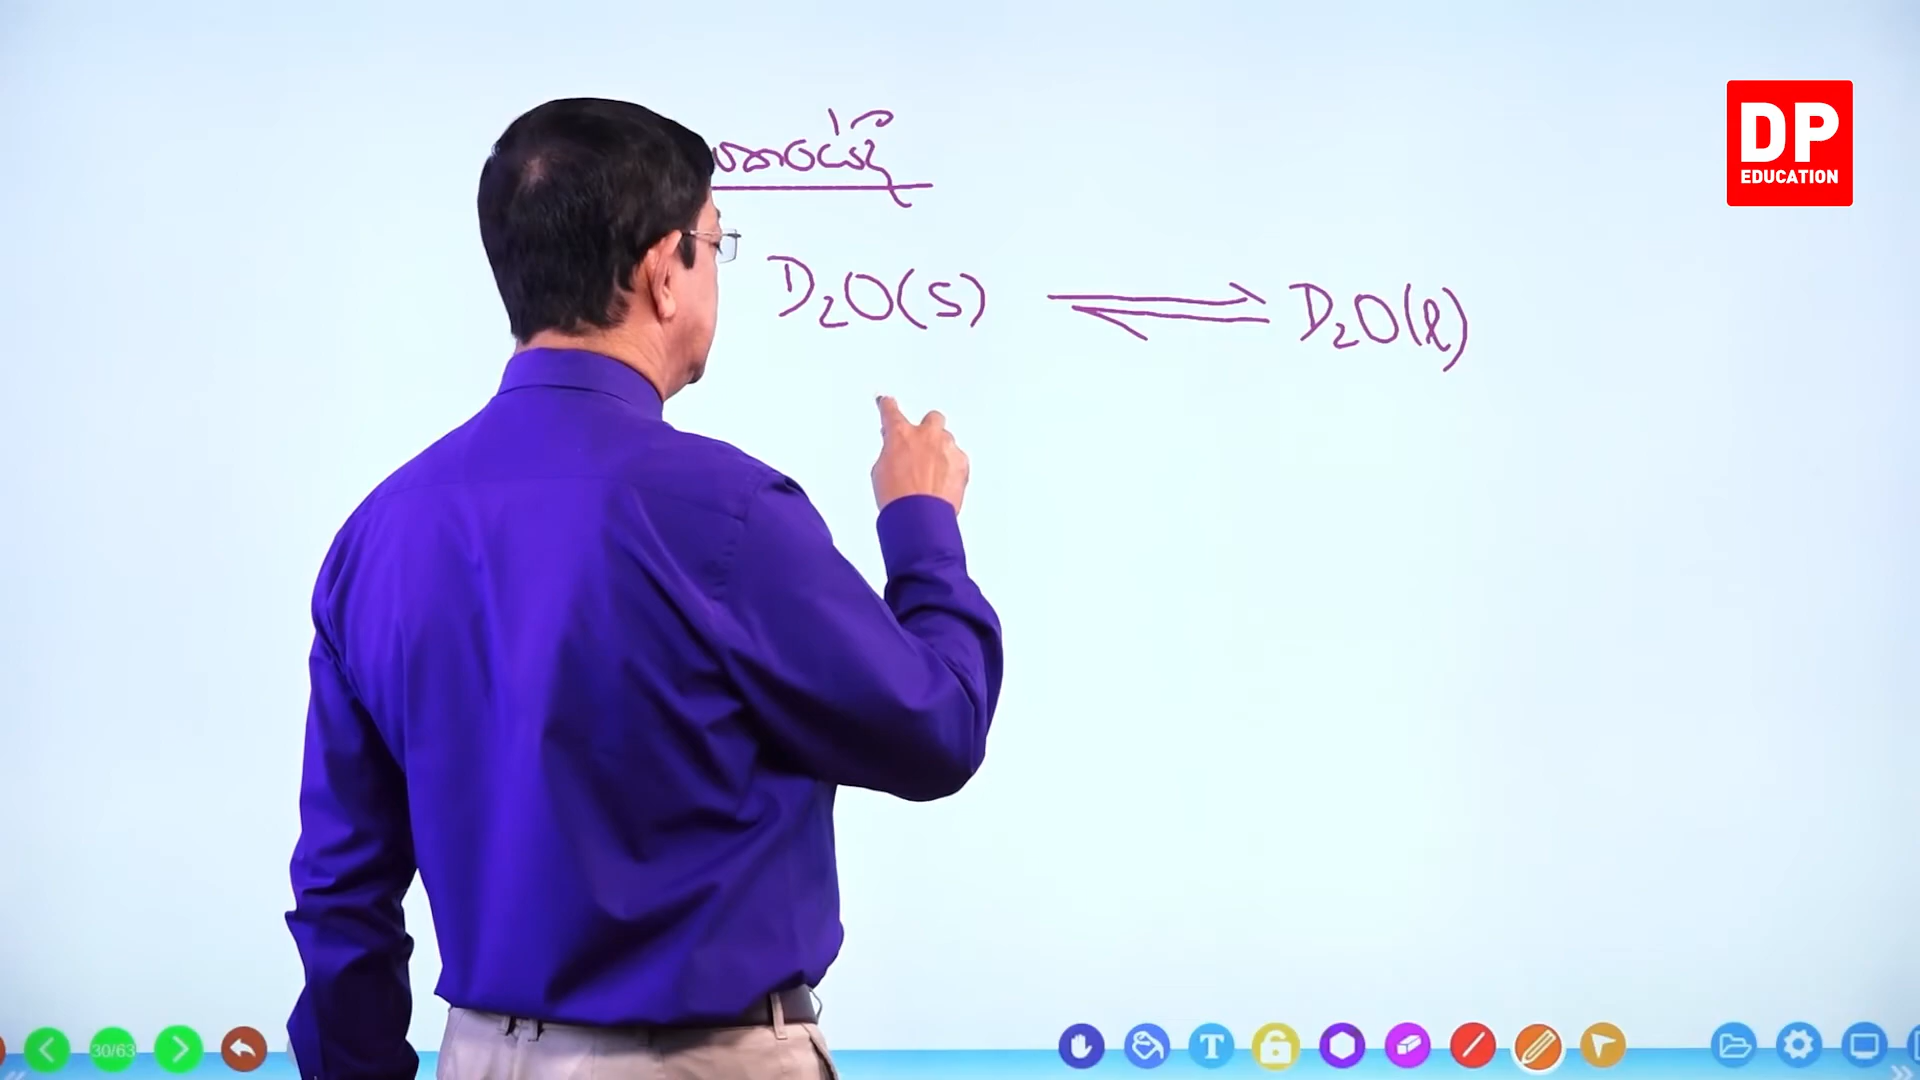 DP
EDUCATION
D₂O(s) ⇌ D₂O(l)
30/63
T